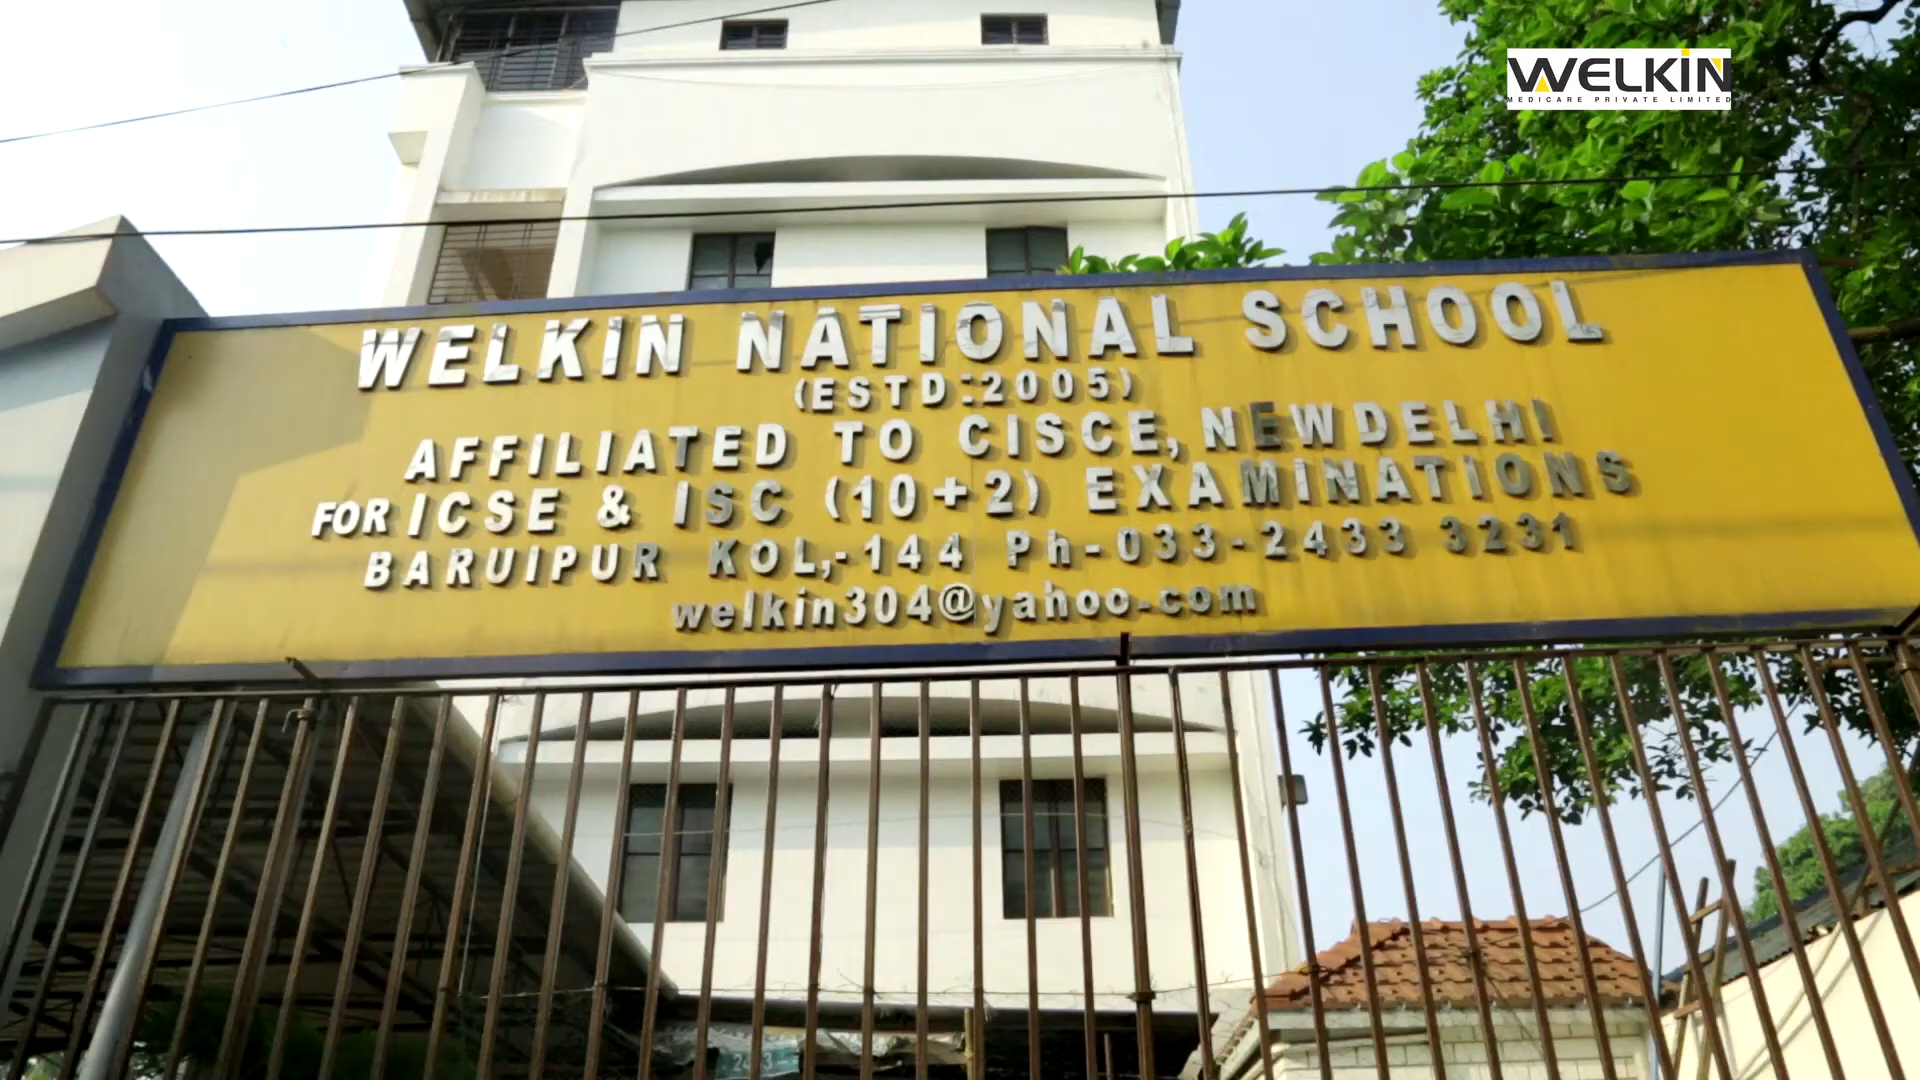 WELKIN
MEDICARE PRIVATE LIMITED
WELKIN NATIONAL SCHOOL
(ESTD:2005)
AFFILIATED TO CISCE, NEWDELHI
FOR ICSE & ISC (10+2) EXAMINATIONS
BARUIPUR KOL,-144 Ph-033-2433 3231
welkin304@yahoo-com